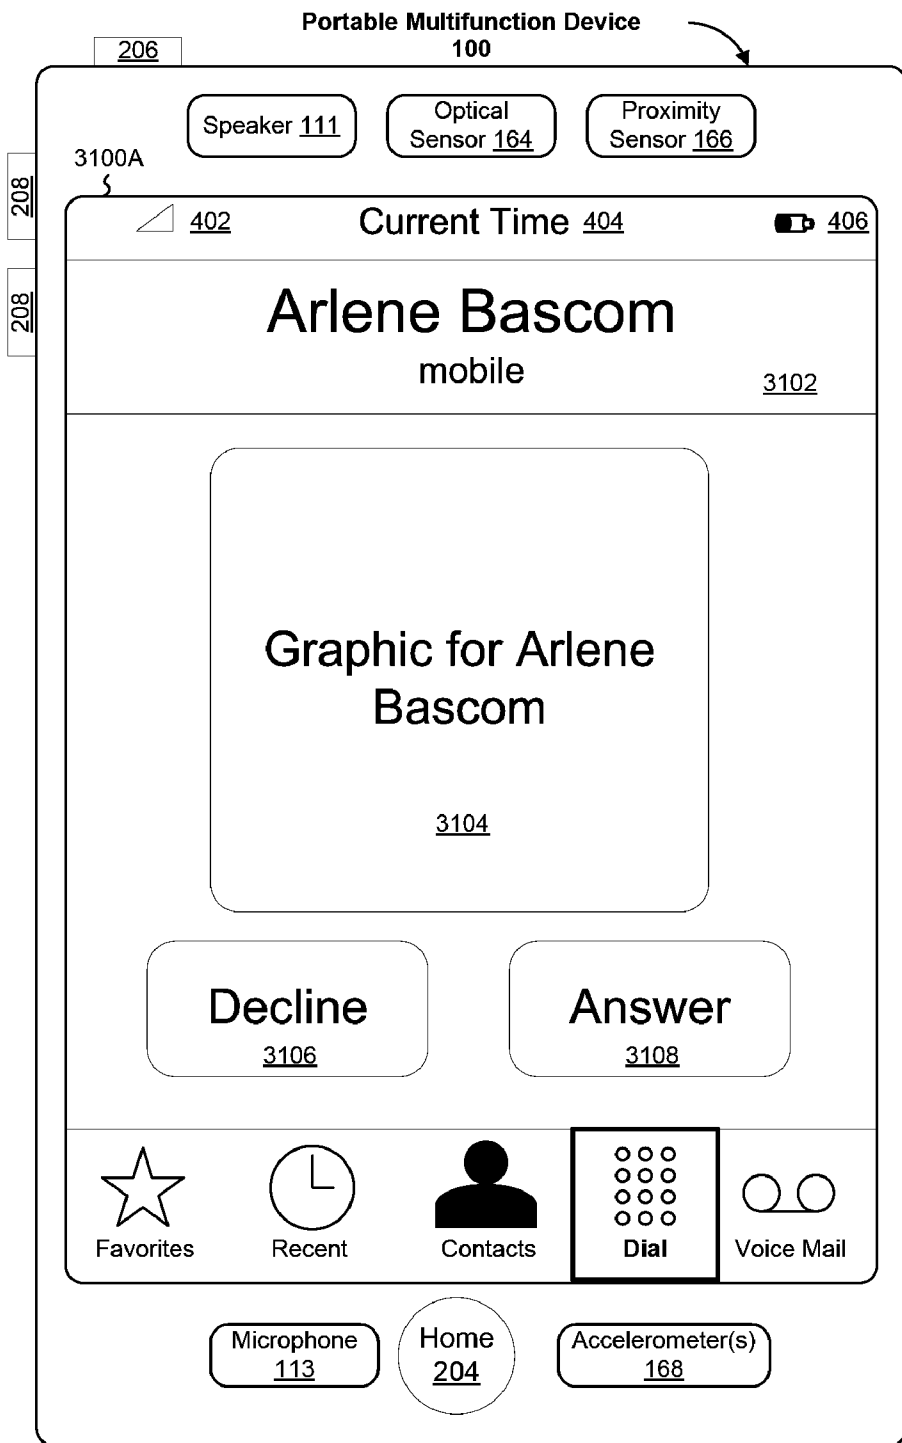 Portable Multifunction Device
100
206
Speaker 111
Optical
Sensor 164
Proximity
Sensor 166
3100A
208
208
402
Current Time 404
406
Arlene Bascom
mobile
3102
Graphic for Arlene
Bascom
3104
Decline
3106
Answer
3108
Favorites
Recent
Contacts
Dial
Voice Mail
Microphone
113
Home
204
Accelerometer(s)
168